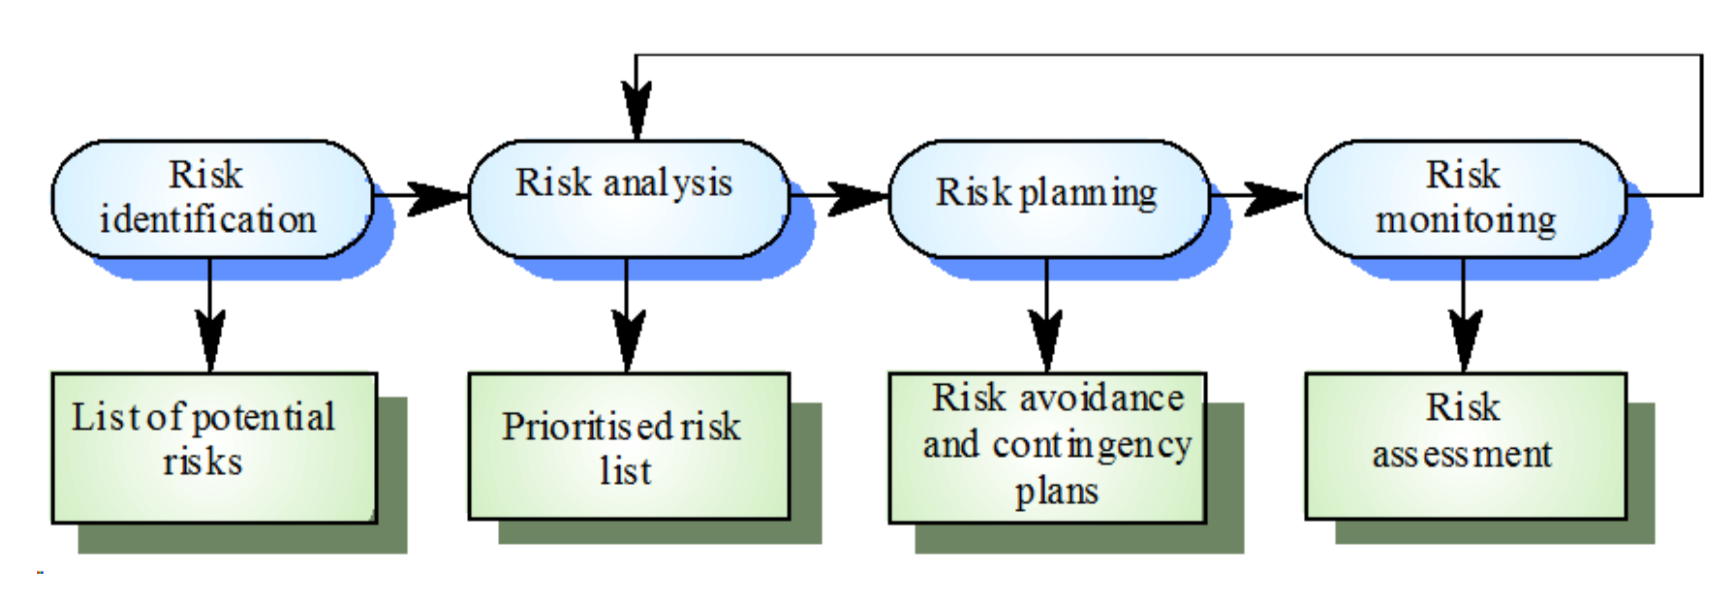 Risk
identification
Risk analysis
Risk planning
Risk
monitoring
List of potential
risks
Prioritised risk
list
Risk avoidance
and contingency
plans
Risk
assessment